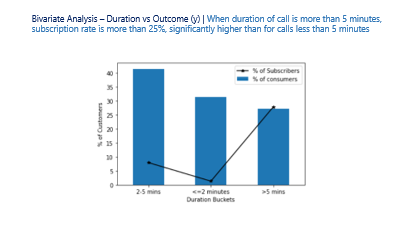 Bivariate Analysis – Duration vs Outcome (y) | When duration of call is more than 5 minutes,
subscription rate is more than 25%, significantly higher than for calls less than 5 minutes
% of Subscribers
% of consumers
40
35
30
25
20
15
10
5
0
% of Customers
2-5 mins <=2 minutes >5 mins
Duration Buckets